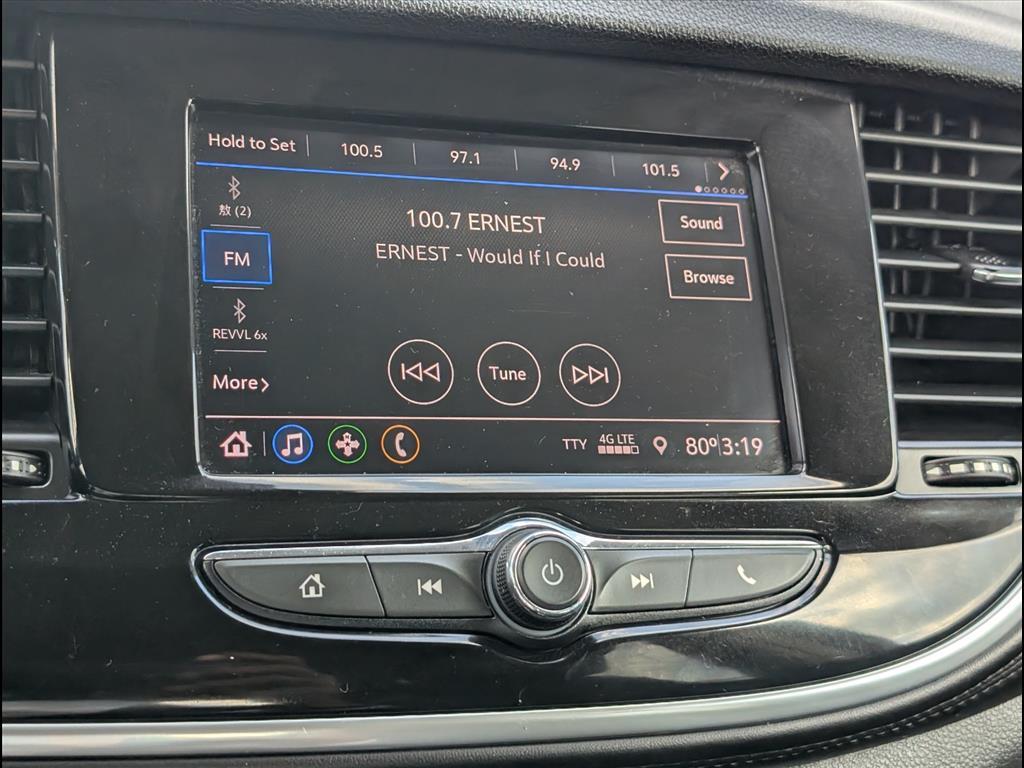 Hold to Set 100.5 97.1 94.9 101.5
敖 (2)
100.7 ERNEST
Sound
FM
ERNEST - Would If I Could
Browse
REVVL 6x
More
Tune
TTY 4G LTE 80° 3:19